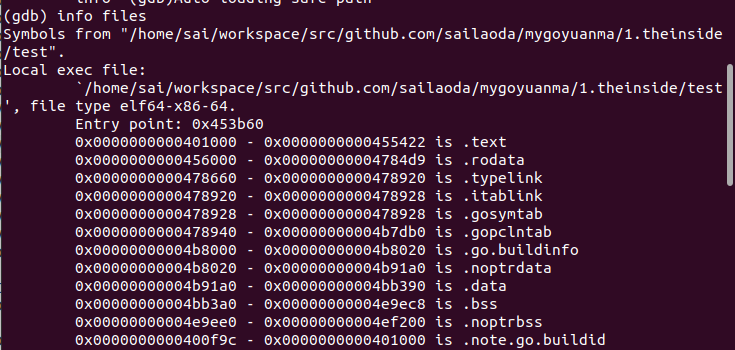 (gdb) info files
Symbols from "/home/sai/workspace/src/github.com/sailaoda/mygoyuanma/1.theinside
/test".
Local exec file:
`/home/sai/workspace/src/github.com/sailaoda/mygoyuanma/1.theinside/test
', file type elf64-x86-64.
Entry point: 0x453b60
0x0000000000401000 - 0x0000000000455422 is .text
0x0000000000456000 - 0x00000000004784d9 is .rodata
0x0000000000478660 - 0x0000000000478920 is .typelink
0x0000000000478920 - 0x0000000000478928 is .itablink
0x0000000000478928 - 0x0000000000478928 is .gosymtab
0x0000000000478940 - 0x00000000004b7db0 is .gopclntab
0x00000000004b8000 - 0x00000000004b8020 is .go.buildinfo
0x00000000004b8020 - 0x00000000004b91a0 is .noptrdata
0x00000000004b91a0 - 0x00000000004bb390 is .data
0x00000000004bb3a0 - 0x00000000004e9ec8 is .bss
0x00000000004e9ee0 - 0x00000000004ef200 is .noptrbss
0x0000000000400f9c - 0x0000000000401000 is .note.go.buildid